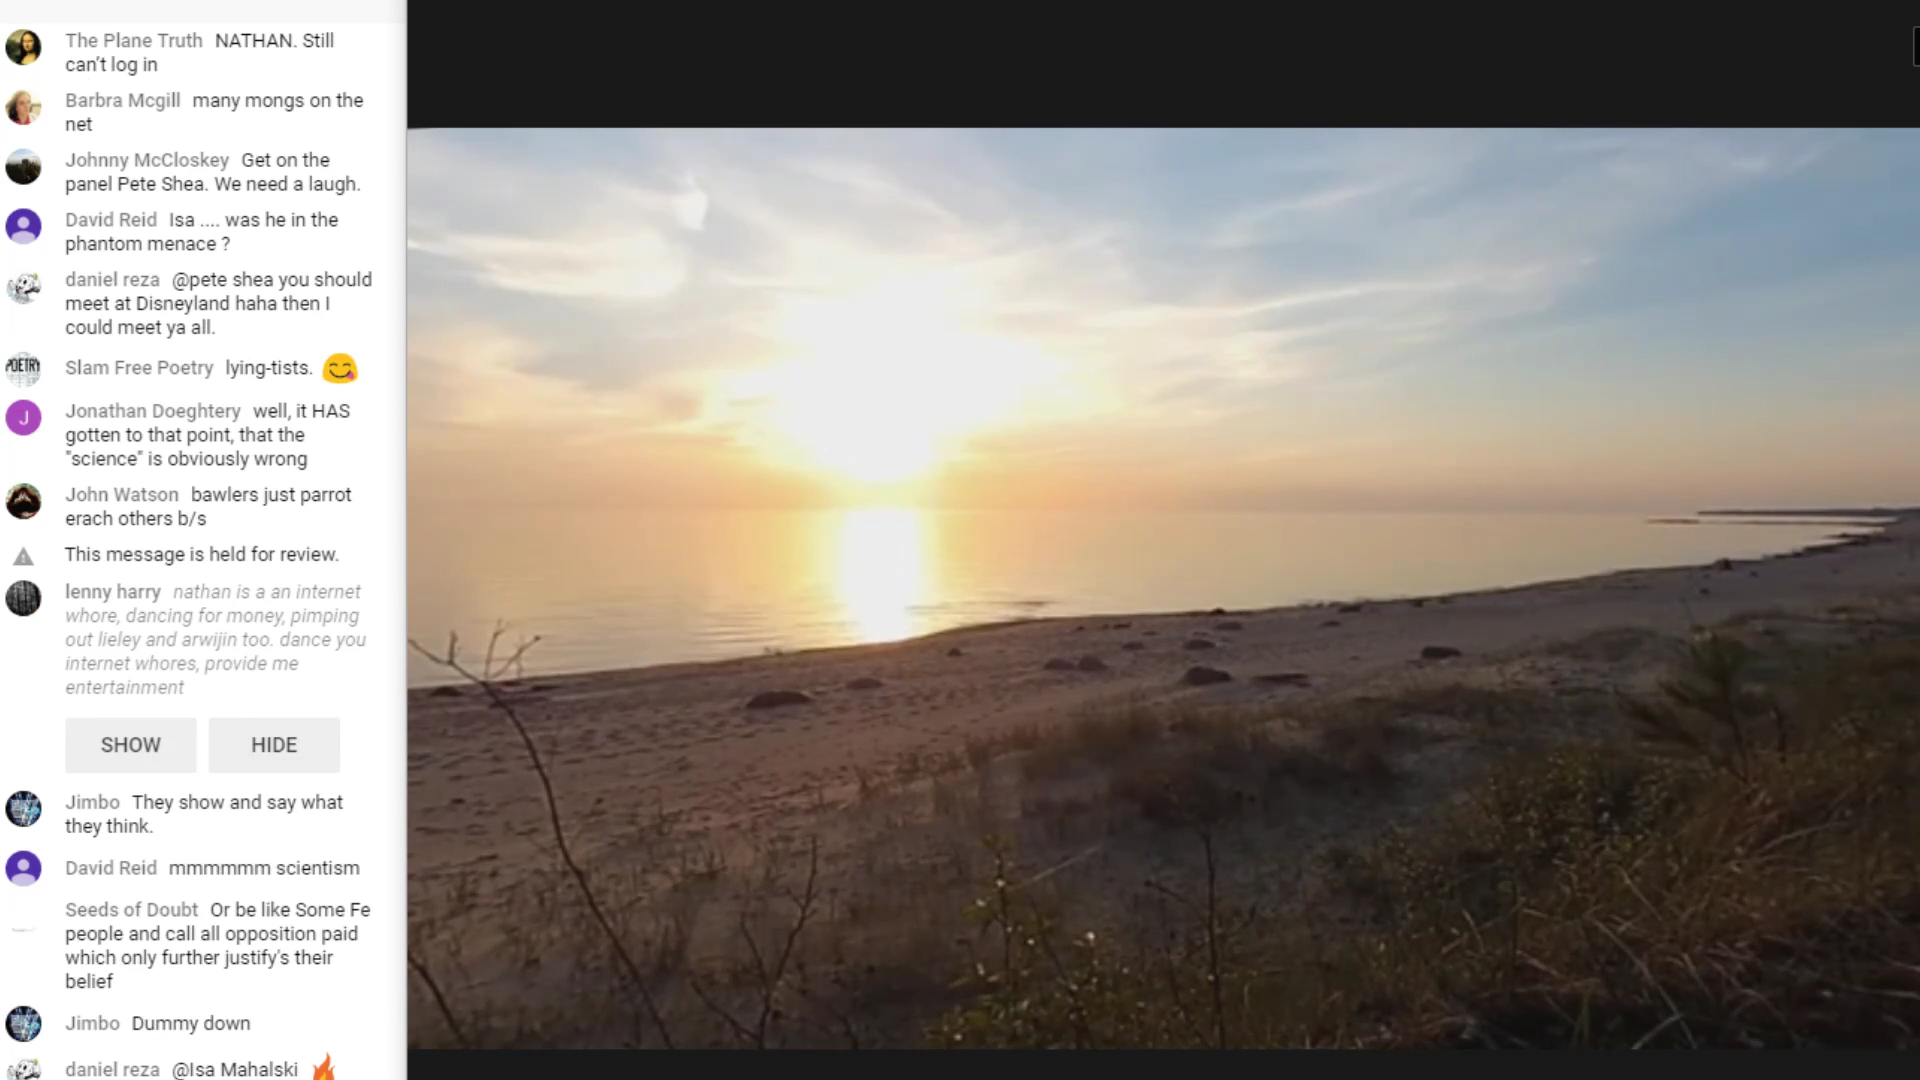 The Plane Truth NATHAN. Still
can't log in
Barbra Mcgill many mongs on the
net
Johnny McCloskey Get on the
panel Pete Shea. We need a laugh.
David Reid Isa .... was he in the
phantom menace ?
daniel reza @pete shea you should
meet at Disneyland haha then I
could meet ya all.
POETRY
Slam Free Poetry lying-tists.
J
Jonathan Doeghtery well, it HAS
gotten to that point, that the
"science" is obviously wrong
John Watson bawlers just parrot
erach others b/s
This message is held for review.
lenny harry nathan is a an internet
whore, dancing for money, pimping
out lieley and arwijin too. dance you
internet whores, provide me
entertainment
SHOW HIDE
Jimbo They show and say what
they think.
David Reid mmmmmm scientism
Seeds of Doubt Or be like Some Fe
people and call all opposition paid
which only further justify's their
belief
Jimbo Dummy down
daniel reza @Isa Mahalski